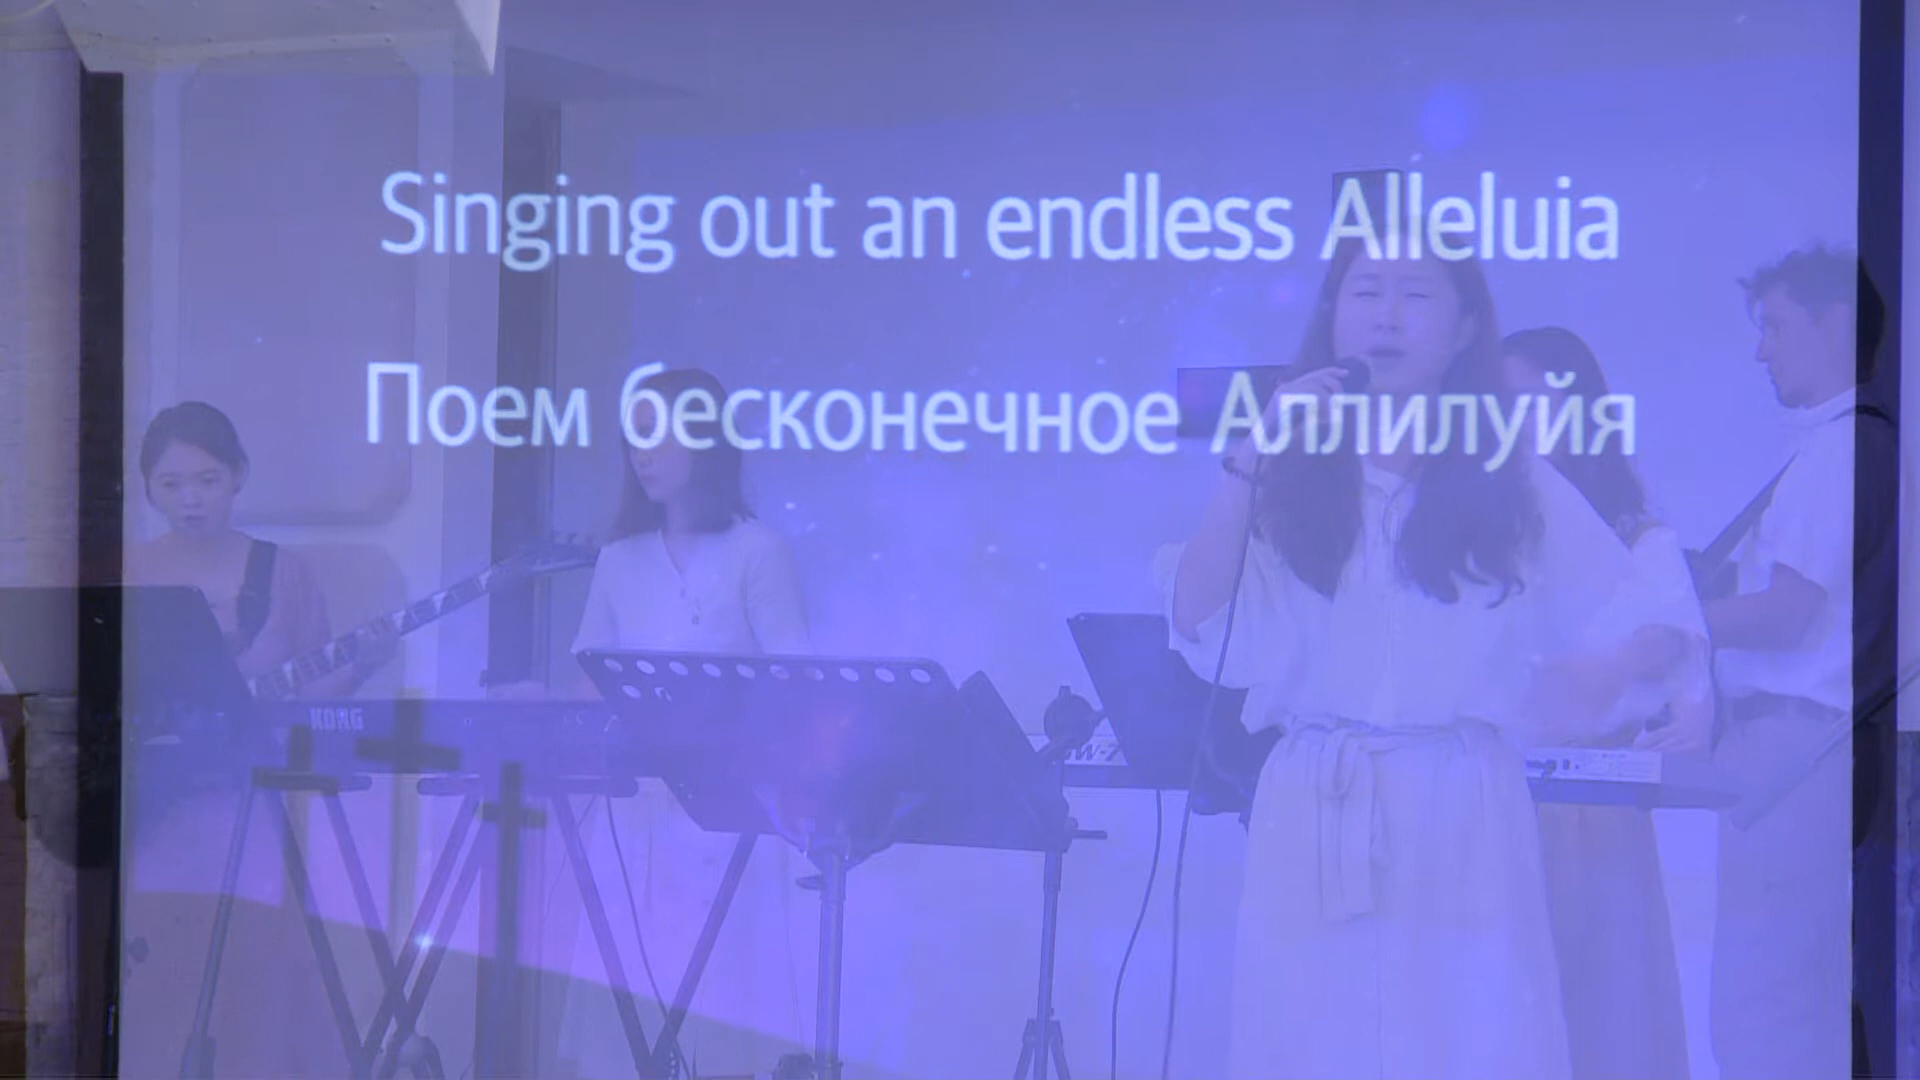 Singing out an endless Alleluia
Поем бесконечное Аллилуйя
KORG